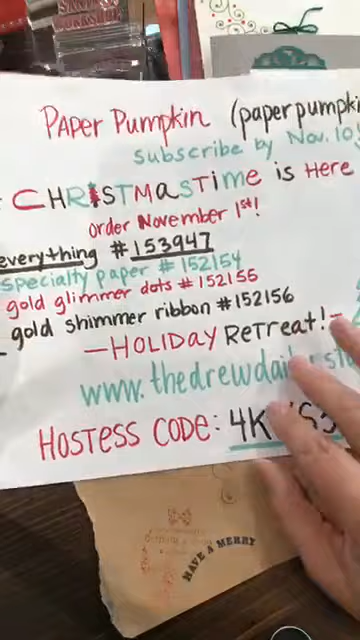 PAPER PUMPKIN (paperpumpki
Subscribe by Nov. 10
CHRISTMASTIME is Here
order November 1st!
everything #153947
specialty paper #152154
gold glimmer dots #152155
gold shimmer ribbon #152156
—HOLIDAY ReTreat!—
www.thedrewdai
HOSTESS CODE: 4K
HAVE A MERRY